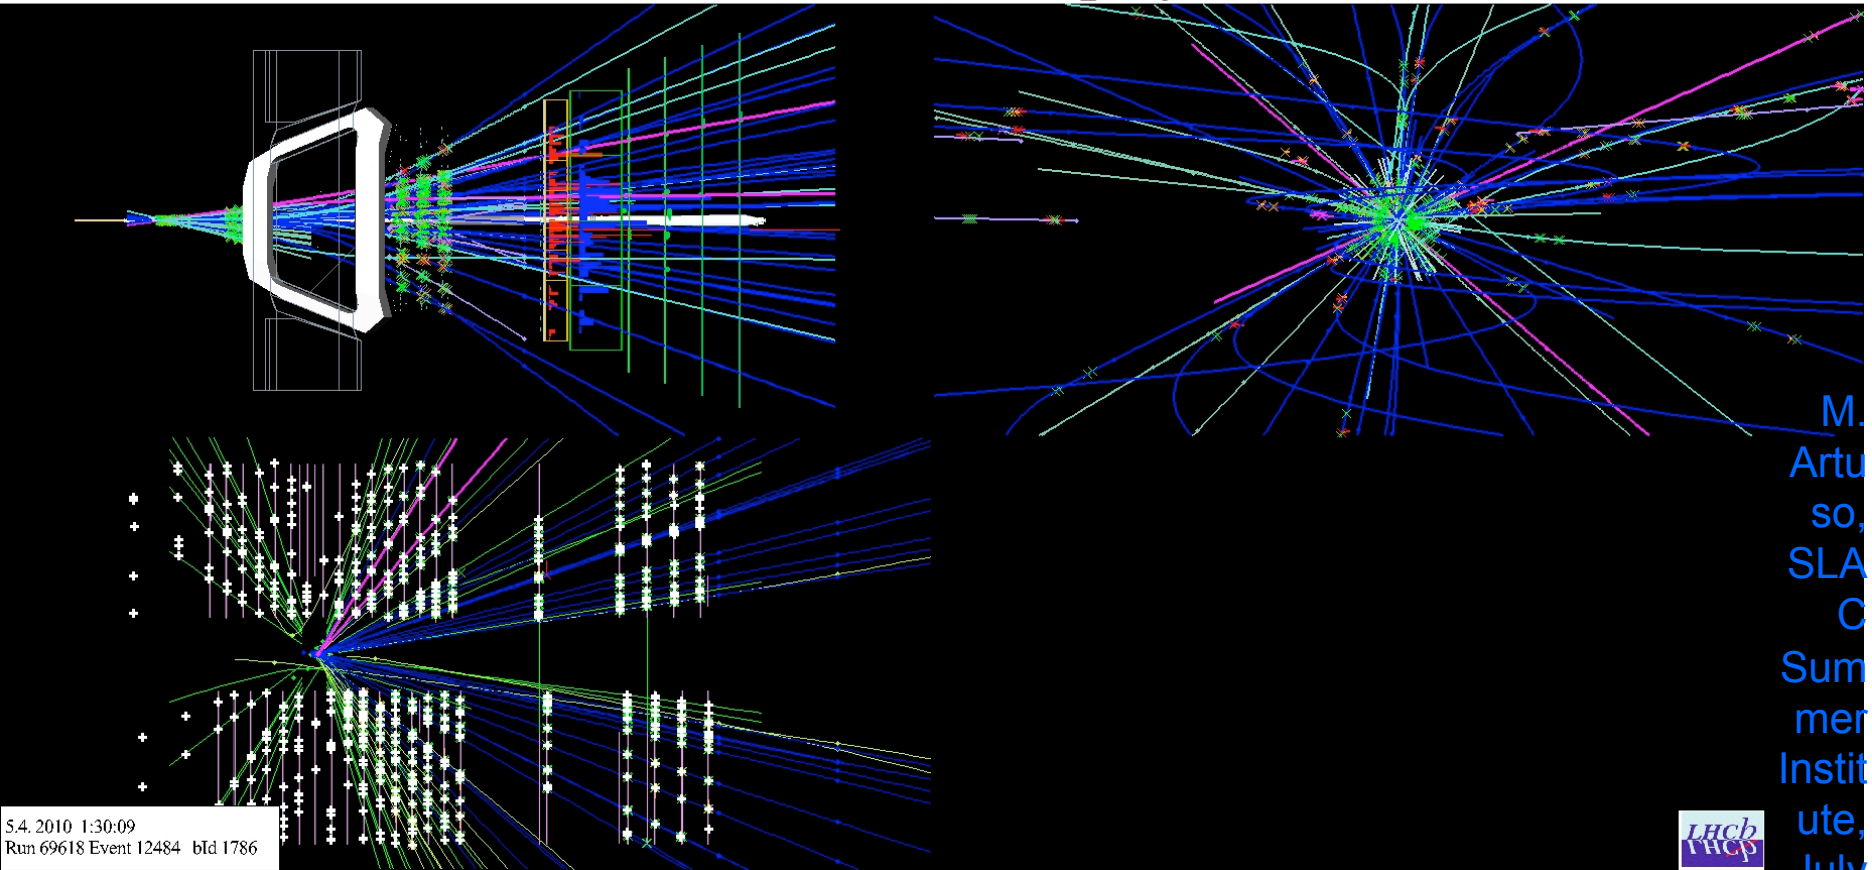 M.
Artu
so,
SLA
C
Sum
mer
Instit
ute,
July
5.4. 2010 1:30:09
Run 69618 Event 12484 bId 1786
LHCb